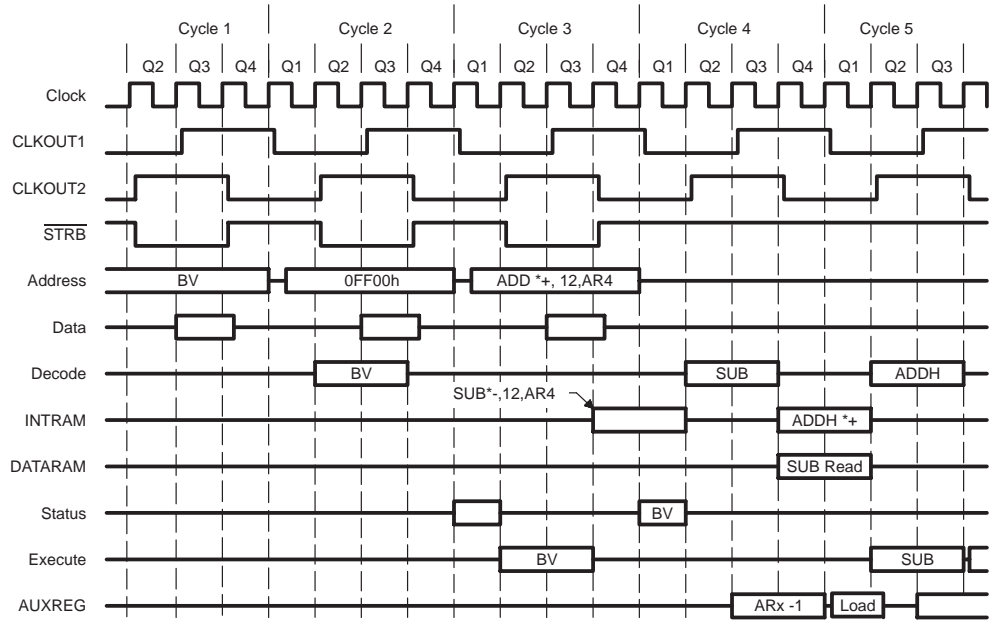 Cycle 1 Cycle 2 Cycle 3 Cycle 4 Cycle 5
Q2 Q3 Q4 Q1 Q2 Q3 Q4 Q1 Q2 Q3 Q4 Q1 Q2 Q3 Q4 Q1 Q2 Q3
Clock
CLKOUT1
CLKOUT2
STRB
Address BV 0FF00h ADD *+, 12,AR4
Data
Decode BV SUB ADDH
SUB*-,12,AR4
INTRAM ADDH *+
DATARAM SUB Read
Status BV
Execute BV SUB
AUXREG ARx -1 Load